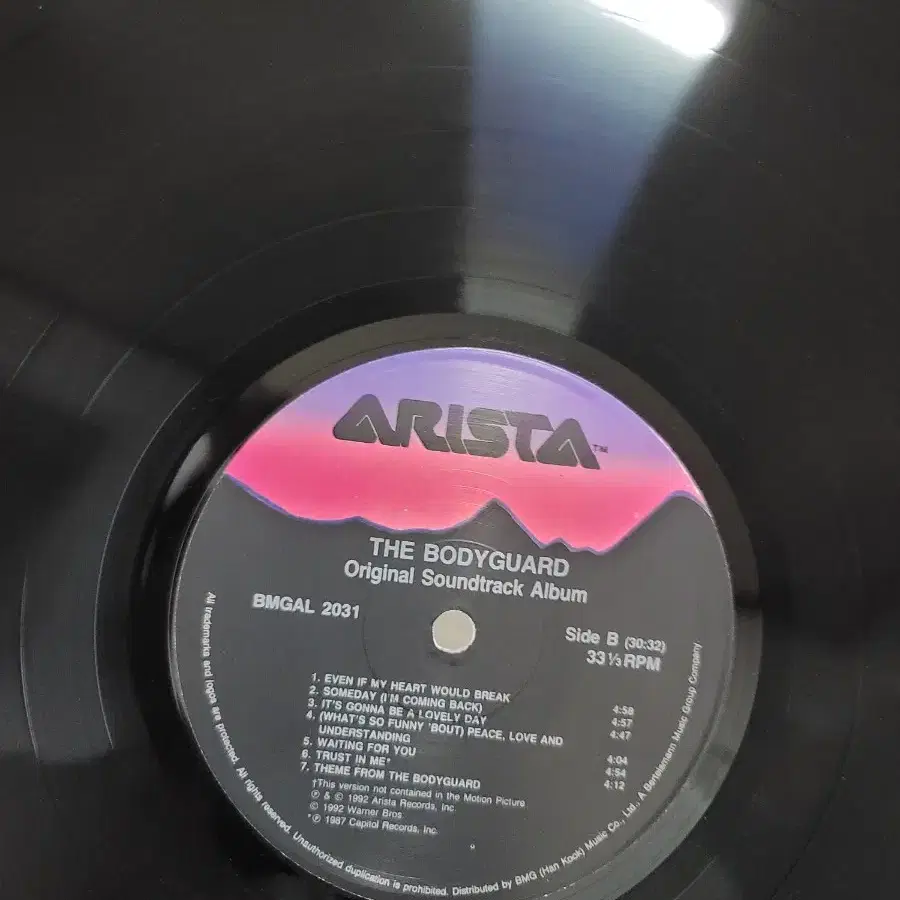 ARISTA™
THE BODYGUARD
Original Soundtrack Album
BMGAL 2031
Side B (30:32)
33 ⅓ RPM
1. EVEN IF MY HEART WOULD BREAK 4:58
2. SOMEDAY (I'M COMING BACK) 4:57
3. IT'S GONNA BE A LOVELY DAY 4:47
4. (WHAT'S SO FUNNY 'BOUT) PEACE, LOVE AND
UNDERSTANDING 4:04
5. WAITING FOR YOU 4:54
6. TRUST IN ME* 4:12
7. THEME FROM THE BODYGUARD
†This version not contained in the Motion Picture
℗ & © 1992 Arista Records, Inc.
© 1992 Warner Bros
*℗ 1987 Capitol Records, Inc.
All trademarks and logos are protected. All rights reserved. Unauthorized duplication is prohibited. Distributed by BMG (Han Kook) Music Co., Ltd., A Bertelsmann Music Group Company